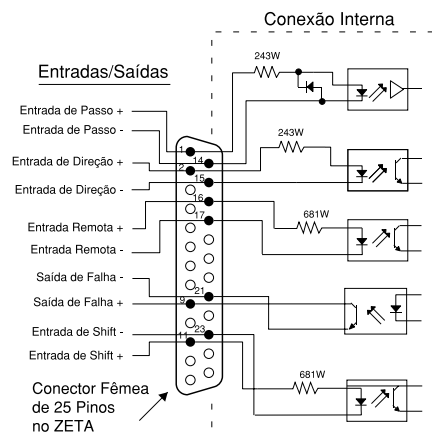 Conexão Interna
Entradas/Saídas
243W
Entrada de Passo +
Entrada de Passo -
1
14
243W
Entrada de Direção +
2
15
Entrada de Direção -
16
681W
Entrada Remota +
17
Entrada Remota -
Saída de Falha -
21
Saída de Falha +
9
Entrada de Shift -
23
11
Entrada de Shift +
681W
Conector Fêmea
de 25 Pinos
no ZETA